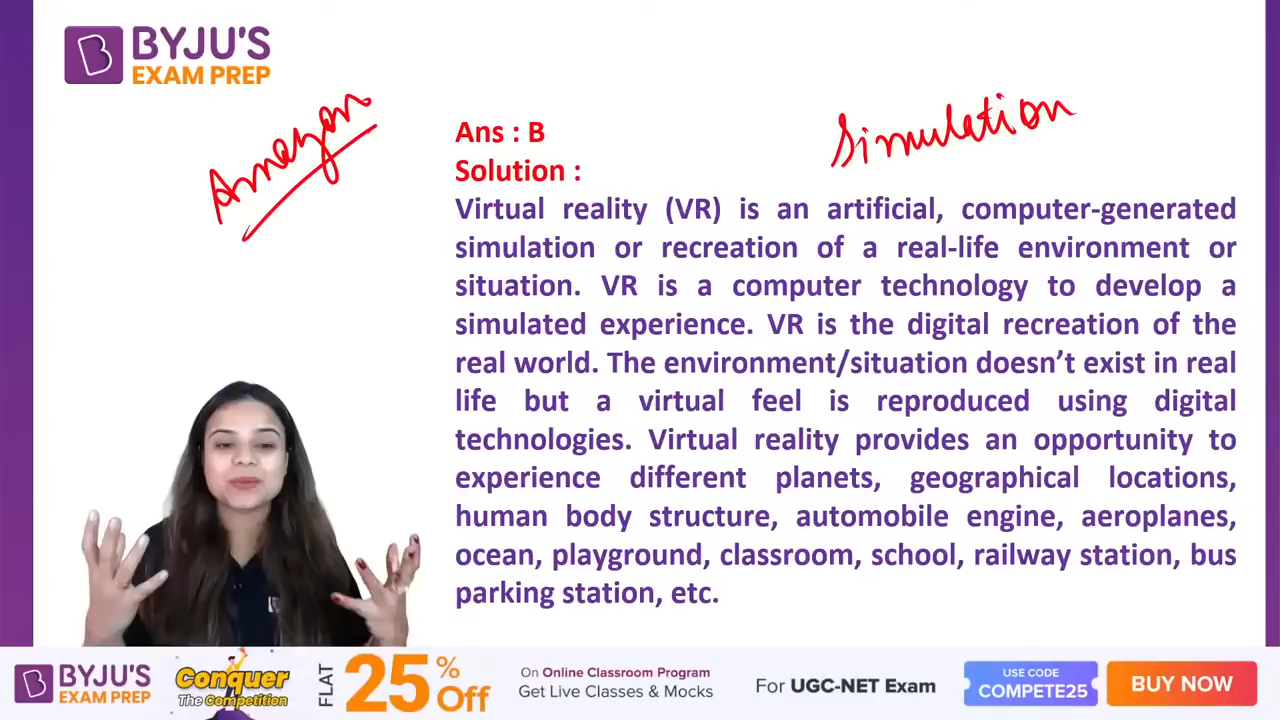 BYJU'S
EXAM PREP
Amazon
Simulation
Ans : B
Solution :
Virtual reality (VR) is an artificial, computer-generated
simulation or recreation of a real-life environment or
situation. VR is a computer technology to develop a
simulated experience. VR is the digital recreation of the
real world. The environment/situation doesn't exist in real
life but a virtual feel is reproduced using digital
technologies. Virtual reality provides an opportunity to
experience different planets, geographical locations,
human body structure, automobile engine, aeroplanes,
ocean, playground, classroom, school, railway station, bus
parking station, etc.
BYJU'S
EXAM PREP
Conquer
The Competition
FLAT
25%
Off
On Online Classroom Program
Get Live Classes & Mocks
For UGC-NET Exam
USE CODE
COMPETE25
BUY NOW